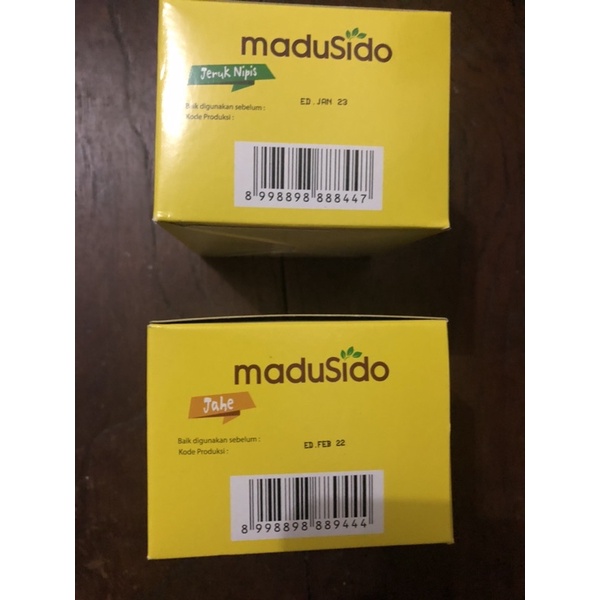 maduSido
Jeruk Nipis
ED.JAN 23
Baik digunakan sebelum :
Kode Produksi :
8 998898 888447
maduSido
Jahe
Baik digunakan sebelum :
ED.FEB 22
Kode Produksi :
8 998898 889444